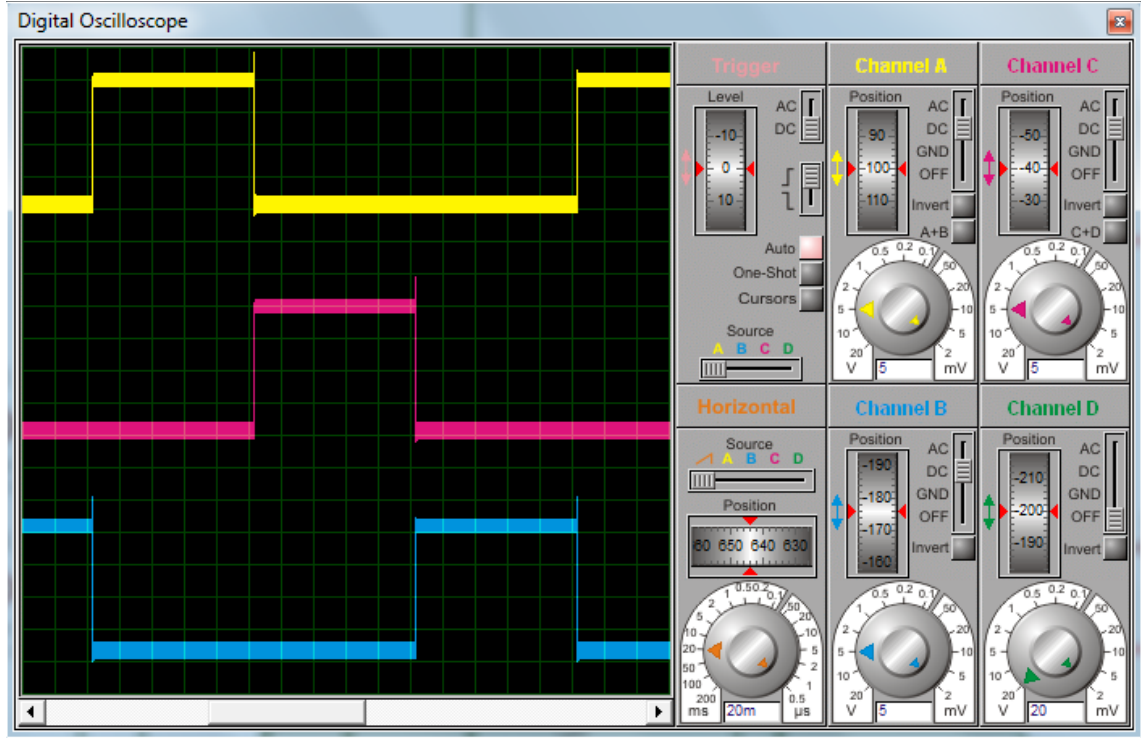 Digital Oscilloscope
Trigger
Level
AC
DC
-10
0
10
Auto
One-Shot
Cursors
Source
A B C D
Channel A
Position
AC
DC
GND
OFF
90
100
110
Invert
A+B
0.5 0.2 0.1
1 50
2 20
5 10
10 5
20 2
V 5 mV
Channel C
Position
AC
DC
GND
OFF
-50
-40
-30
Invert
C+D
0.5 0.2 0.1
1 50
2 20
5 10
10 5
20 2
V 5 mV
Horizontal
Source
A B C D
Position
60 650 640 630
1 0.5 0.2 0.1
2 50
5 20
10 10
20 5
50 2
100 1
200 0.5
ms 20m µs
Channel B
Position
AC
DC
GND
OFF
-190
-180
-170
-160
Invert
0.5 0.2 0.1
1 50
2 20
5 10
10 5
20 2
V 5 mV
Channel D
Position
AC
DC
GND
OFF
-210
-200
-190
Invert
0.5 0.2 0.1
1 50
2 20
5 10
10 5
20 2
V 20 mV